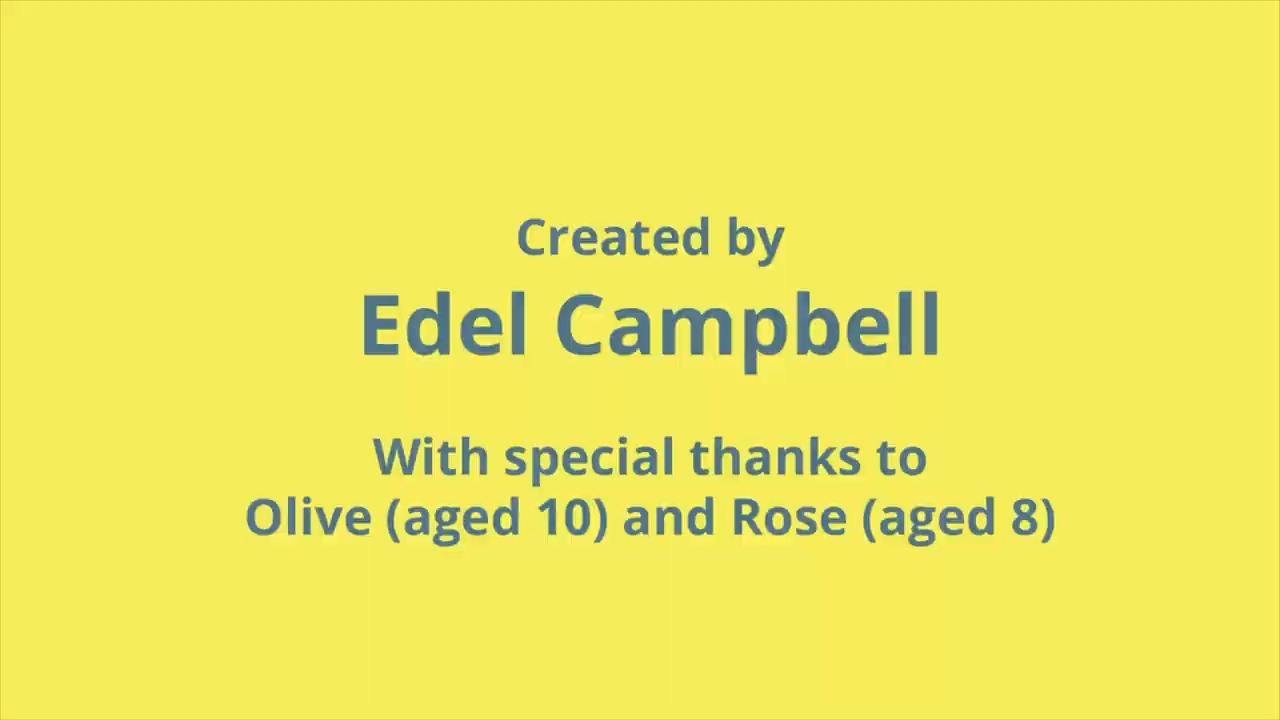 Created by
Edel Campbell
With special thanks to
Olive (aged 10) and Rose (aged 8)